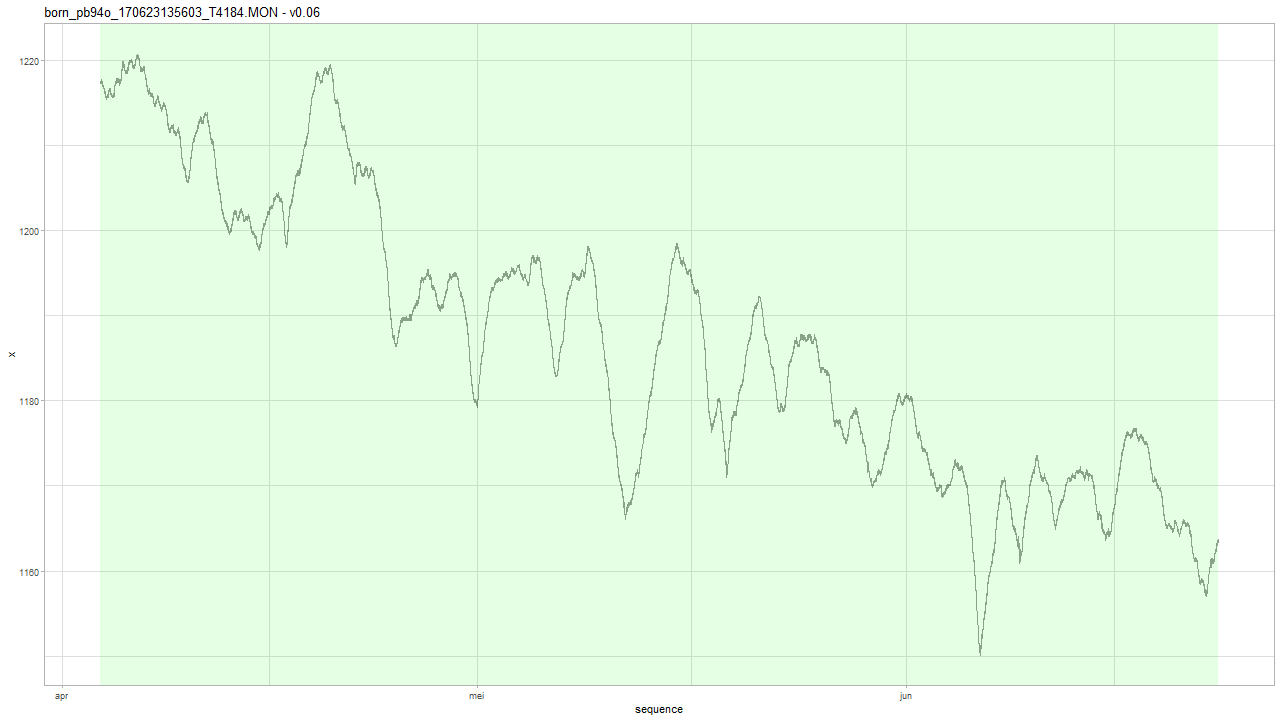 born_pb94o_170623135603_T4184.MON - v0.06
1220
1200
x
1180
1160
apr
mei
jun
sequence